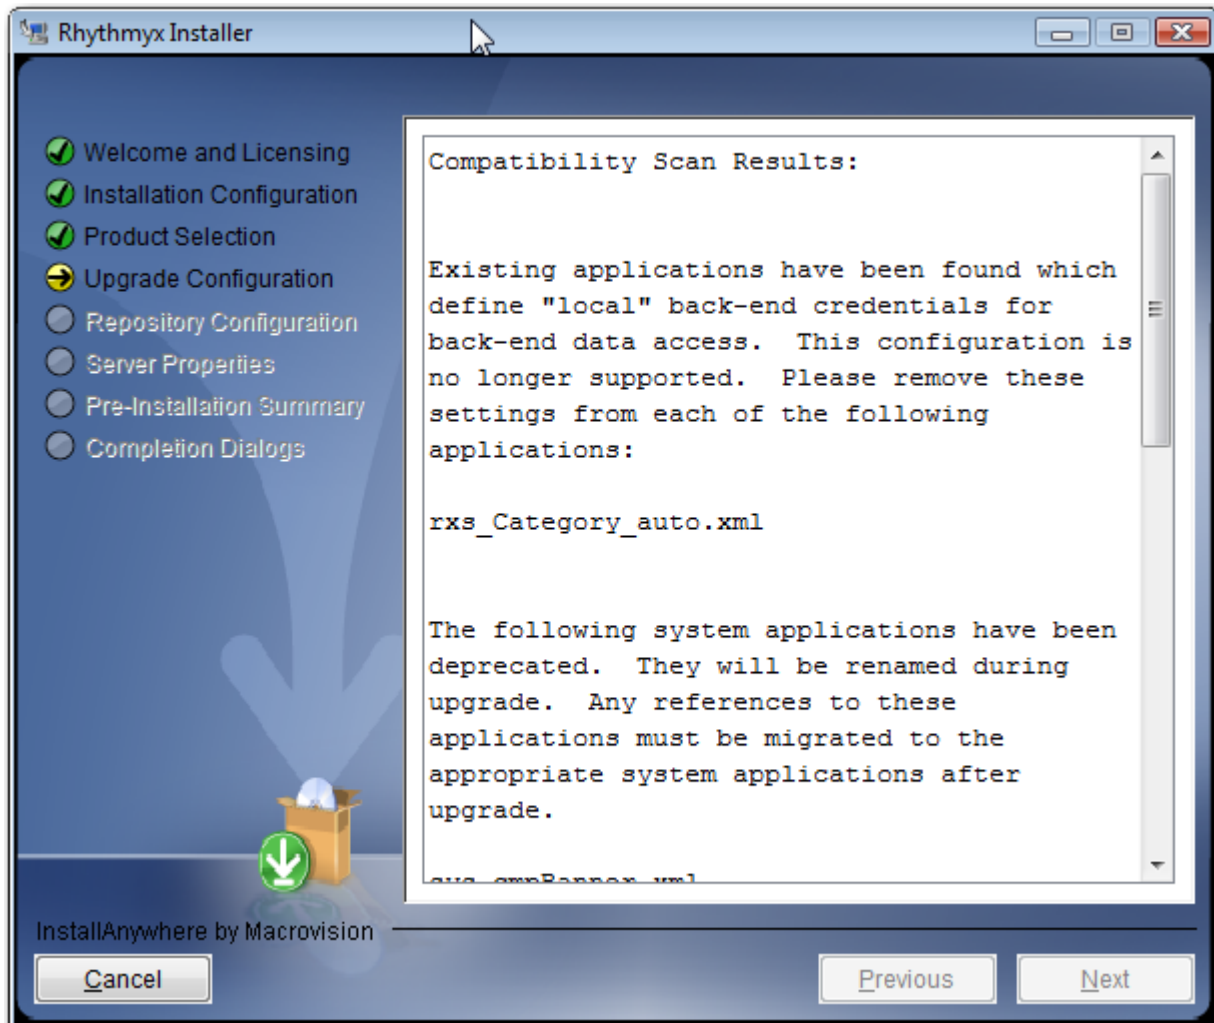 Rhythmyx Installer
Welcome and Licensing
Installation Configuration
Product Selection
Upgrade Configuration
Repository Configuration
Server Properties
Pre-Installation Summary
Completion Dialogs
Compatibility Scan Results:
Existing applications have been found which
define "local" back-end credentials for
back-end data access.  This configuration is
no longer supported.  Please remove these
settings from each of the following
applications:
rxs_Category_auto.xml
The following system applications have been
deprecated.  They will be renamed during
upgrade.  Any references to these
applications must be migrated to the
appropriate system applications after
upgrade.
InstallAnywhere by Macrovision
Cancel
Previous
Next